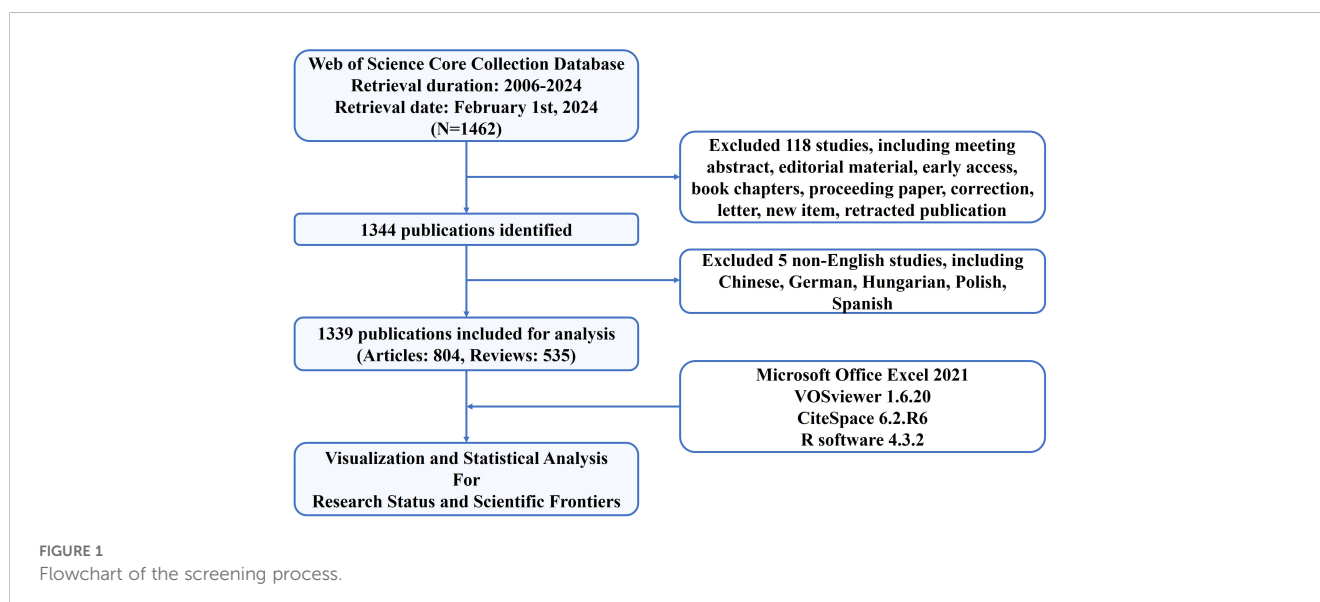 Web of Science Core Collection Database
Retrieval duration: 2006-2024
Retrieval date: February 1st, 2024
(N=1462)
Excluded 118 studies, including meeting
abstract, editorial material, early access,
book chapters, proceeding paper, correction,
letter, new item, retracted publication
1344 publications identified
Excluded 5 non-English studies, including
Chinese, German, Hungarian, Polish,
Spanish
1339 publications included for analysis
(Articles: 804, Reviews: 535)
Microsoft Office Excel 2021
VOSviewer 1.6.20
CiteSpace 6.2.R6
R software 4.3.2
Visualization and Statistical Analysis
For
Research Status and Scientific Frontiers
FIGURE 1
Flowchart of the screening process.